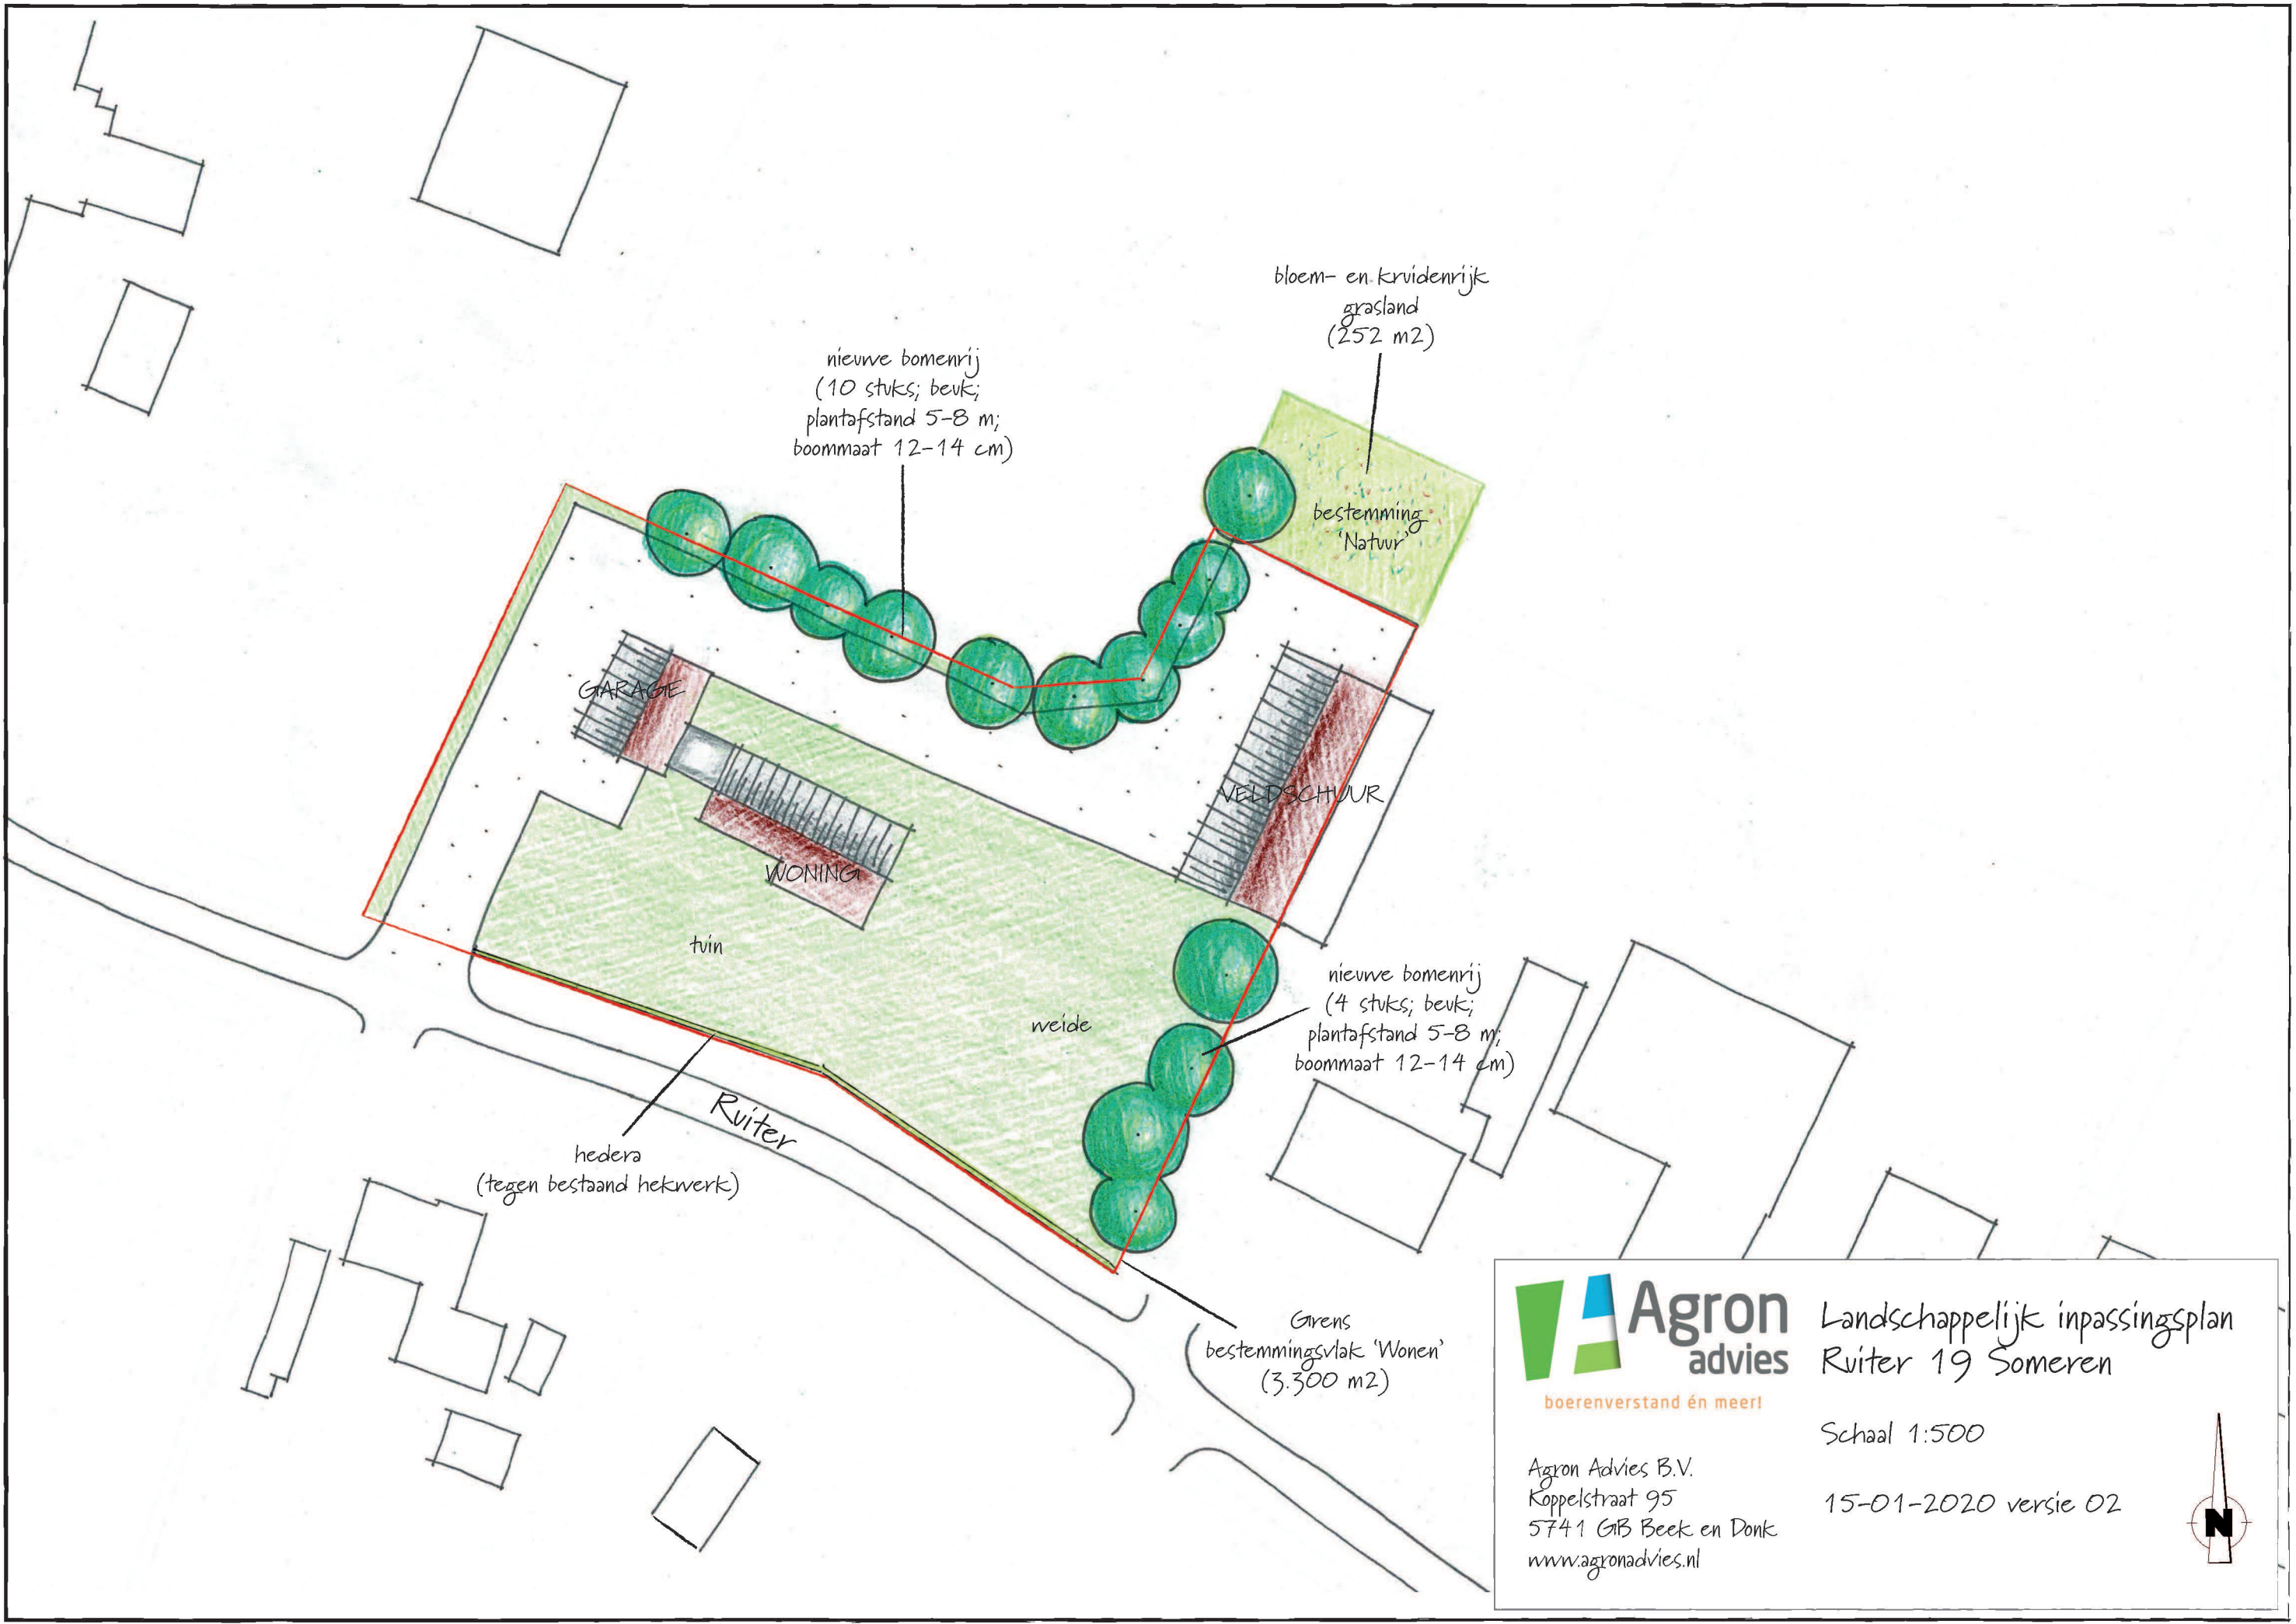 bloem- en kruidenrijk
grasland
(252 m2)
nieuwe bomenrij
(10 stuks; beuk;
plantafstand 5-8 m;
boommaat 12-14 cm)
bestemming
'Natuur'
GARAGE
VELDSCHUUR
WONING
tuin
weide
nieuwe bomenrij
(4 stuks; beuk;
plantafstand 5-8 m;
boommaat 12-14 cm)
Ruiter
hedera
(tegen bestaand hekwerk)
Grens
bestemmingsvlak 'Wonen'
(3.300 m2)
Agron
advies
boerenverstand én meer!
Agron Advies B.V.
Koppelstraat 95
5741 GB Beek en Donk
www.agronadvies.nl
Landschappelijk inpassingsplan
Ruiter 19 Someren
Schaal 1:500
15-01-2020 versie 02
N